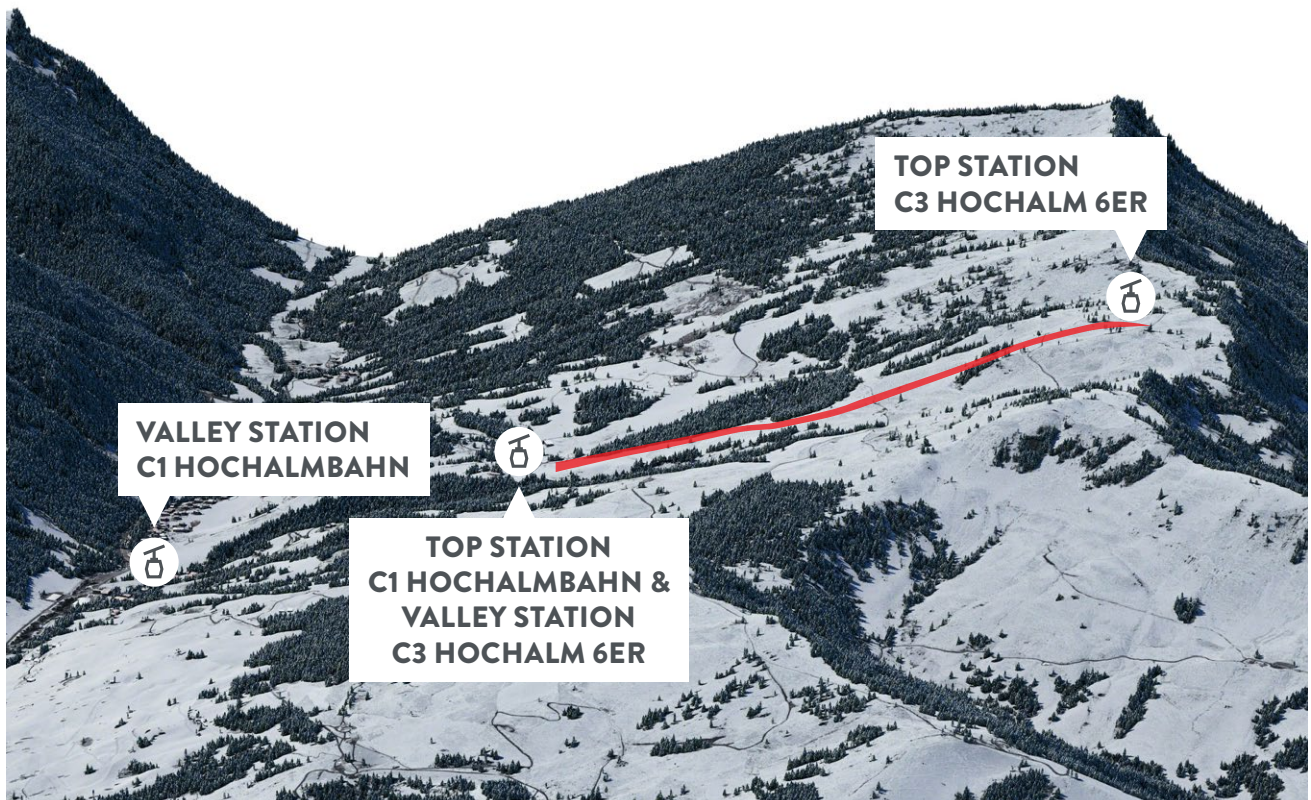 TOP STATION
C3 HOCHALM 6ER
VALLEY STATION
C1 HOCHALMBAHN
TOP STATION
C1 HOCHALMBAHN &
VALLEY STATION
C3 HOCHALM 6ER